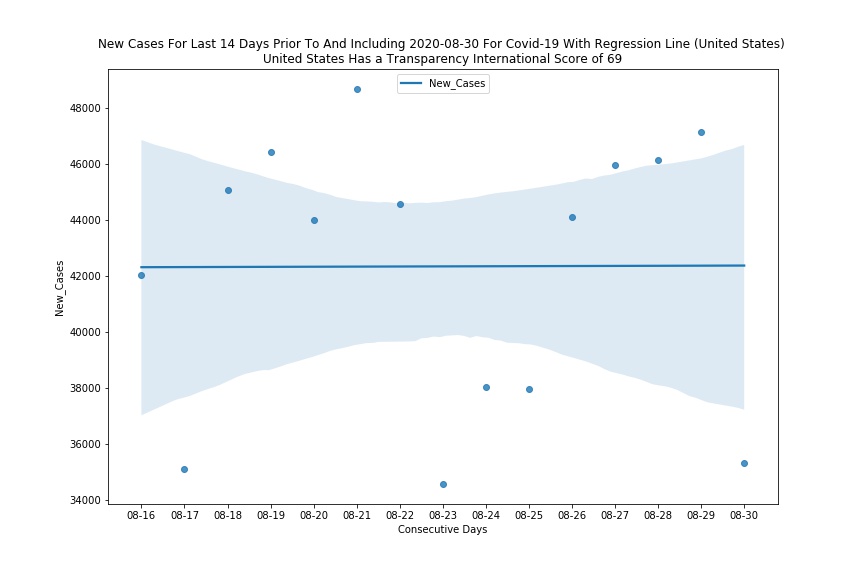 New Cases For Last 14 Days Prior To And Including 2020-08-30 For Covid-19 With Regression Line (United States)
United States Has a Transparency International Score of 69
New_Cases
48000
46000
44000
42000
40000
38000
36000
34000
New_Cases
08-16 08-17 08-18 08-19 08-20 08-21 08-22 08-23 08-24 08-25 08-26 08-27 08-28 08-29 08-30
Consecutive Days